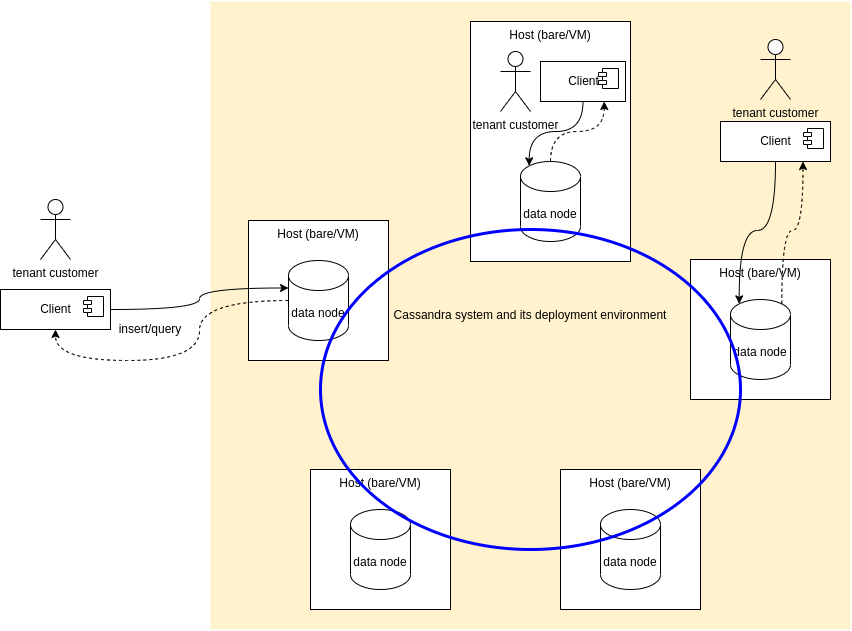 Host (bare/VM)
Client
tenant customer
data node
tenant customer
Client
Host (bare/VM)
data node
tenant customer
Client
insert/query
Host (bare/VM)
data node
Cassandra system and its deployment environment
Host (bare/VM)
data node
Host (bare/VM)
data node